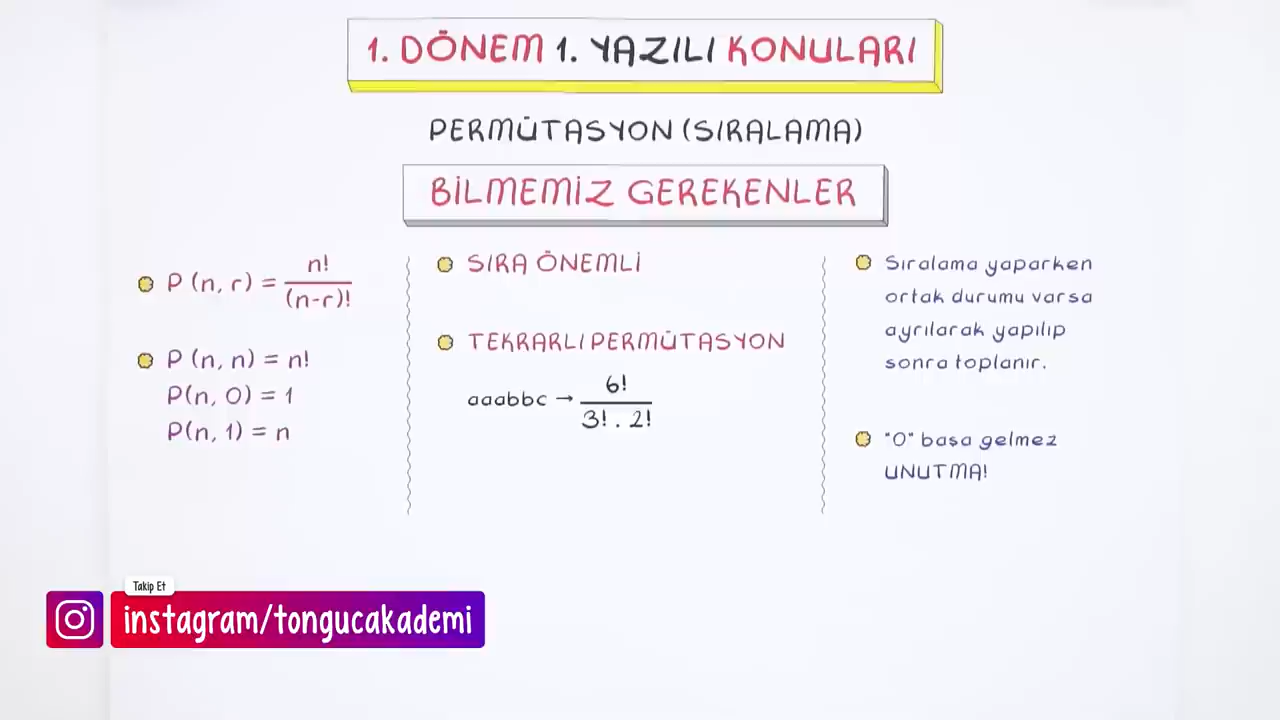 1. DÖNEM 1. YAZILI KONULARI
PERMÜTASYON (SIRALAMA)
BİLMEMİZ GEREKENLER
P (n, r) = n! / (n-r)!
P (n, n) = n!
P(n, 0) = 1
P(n, 1) = n
SIRA ÖNEMLİ
TEKRARLI PERMÜTASYON
aaabbc → 6! / 3! . 2!
Sıralama yaparken
ortak durumu varsa
ayrılarak yapılıp
sonra toplanır.
"0" başa gelmez
UNUTMA!
Takip Et
instagram/tongucakademi